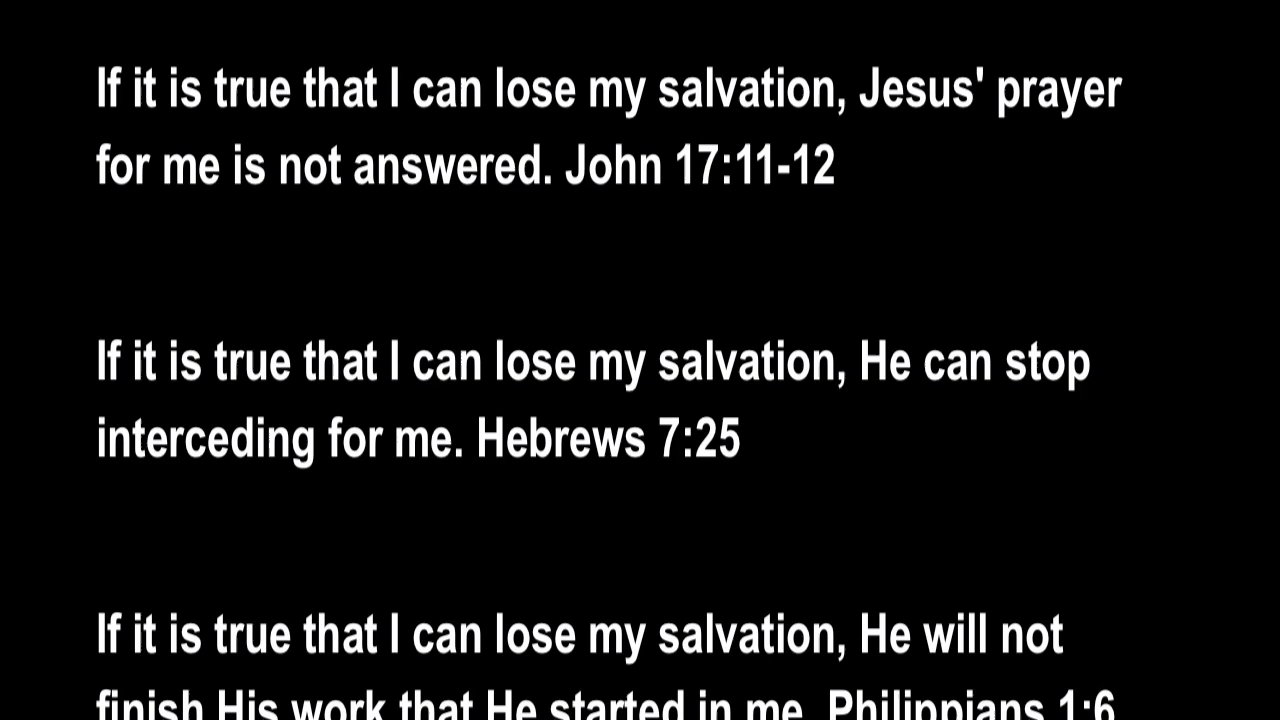 If it is true that I can lose my salvation, Jesus' prayer
for me is not answered. John 17:11-12
If it is true that I can lose my salvation, He can stop
interceding for me. Hebrews 7:25
If it is true that I can lose my salvation, He will not
finish His work that He started in me. Philippians 1:6